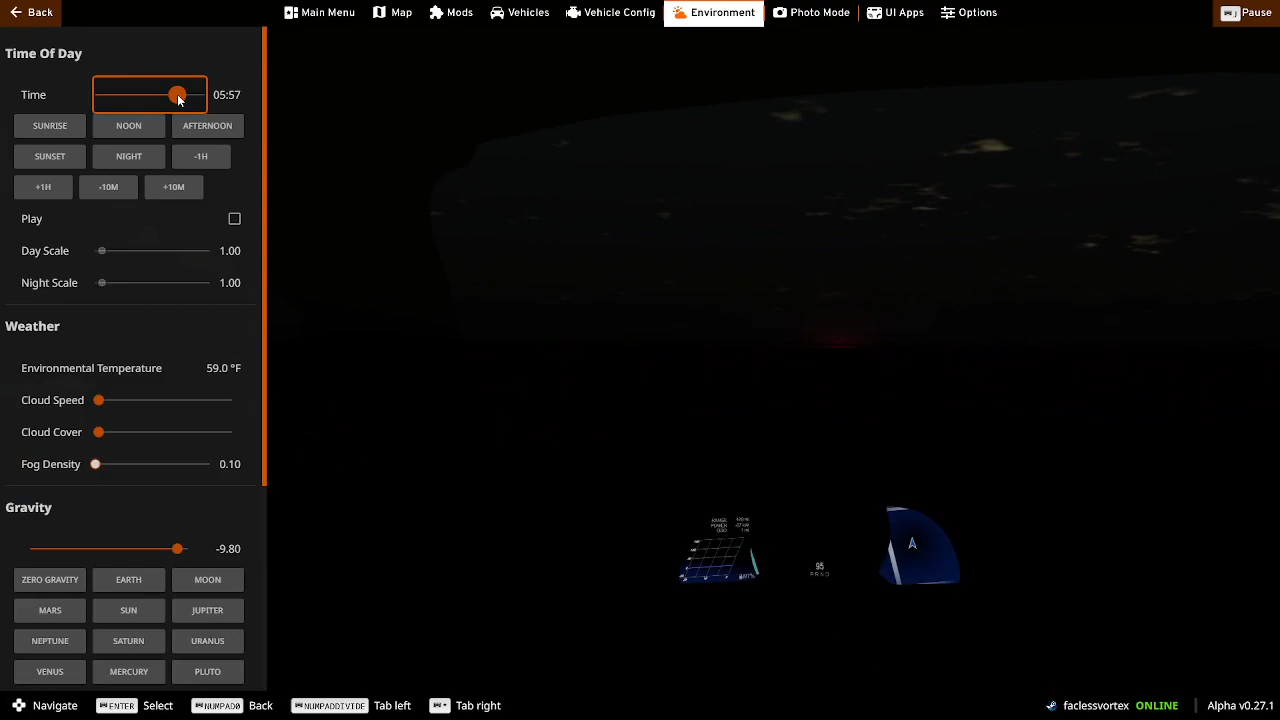 Back
Main Menu
Map
Mods
Vehicles
Vehicle Config
Environment
Photo Mode
UI Apps
Options
J Pause
Time Of Day
Time 05:57
SUNRISE NOON AFTERNOON
SUNSET NIGHT -1H
+1H -10M +10M
Play
Day Scale 1.00
Night Scale 1.00
Weather
Environmental Temperature 59.0 °F
Cloud Speed
Cloud Cover
Fog Density 0.10
Gravity
-9.80
MOON
MARS SUN JUPITER
NEPTUNE SATURN URANUS
VENUS MERCURY PLUTO
RANGE
POWER
ODO
95
P R N D
Navigate ENTER Select NUMPAD0 Back NUMPADDIVIDE Tab left Tab right
faclessvortex ONLINE Alpha v0.27.1